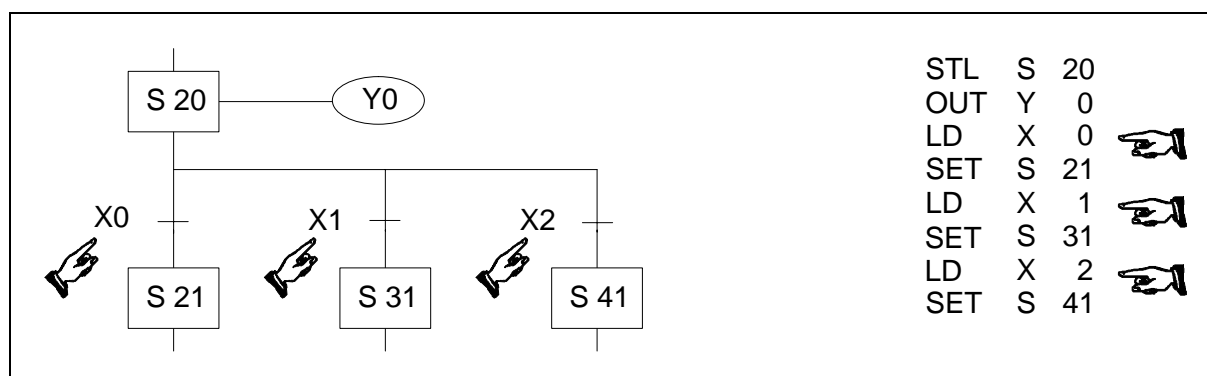 S 20
Y0
X0
X1
X2
S 21
S 31
S 41
STL S 20
OUT Y 0
LD X 0
SET S 21
LD X 1
SET S 31
LD X 2
SET S 41